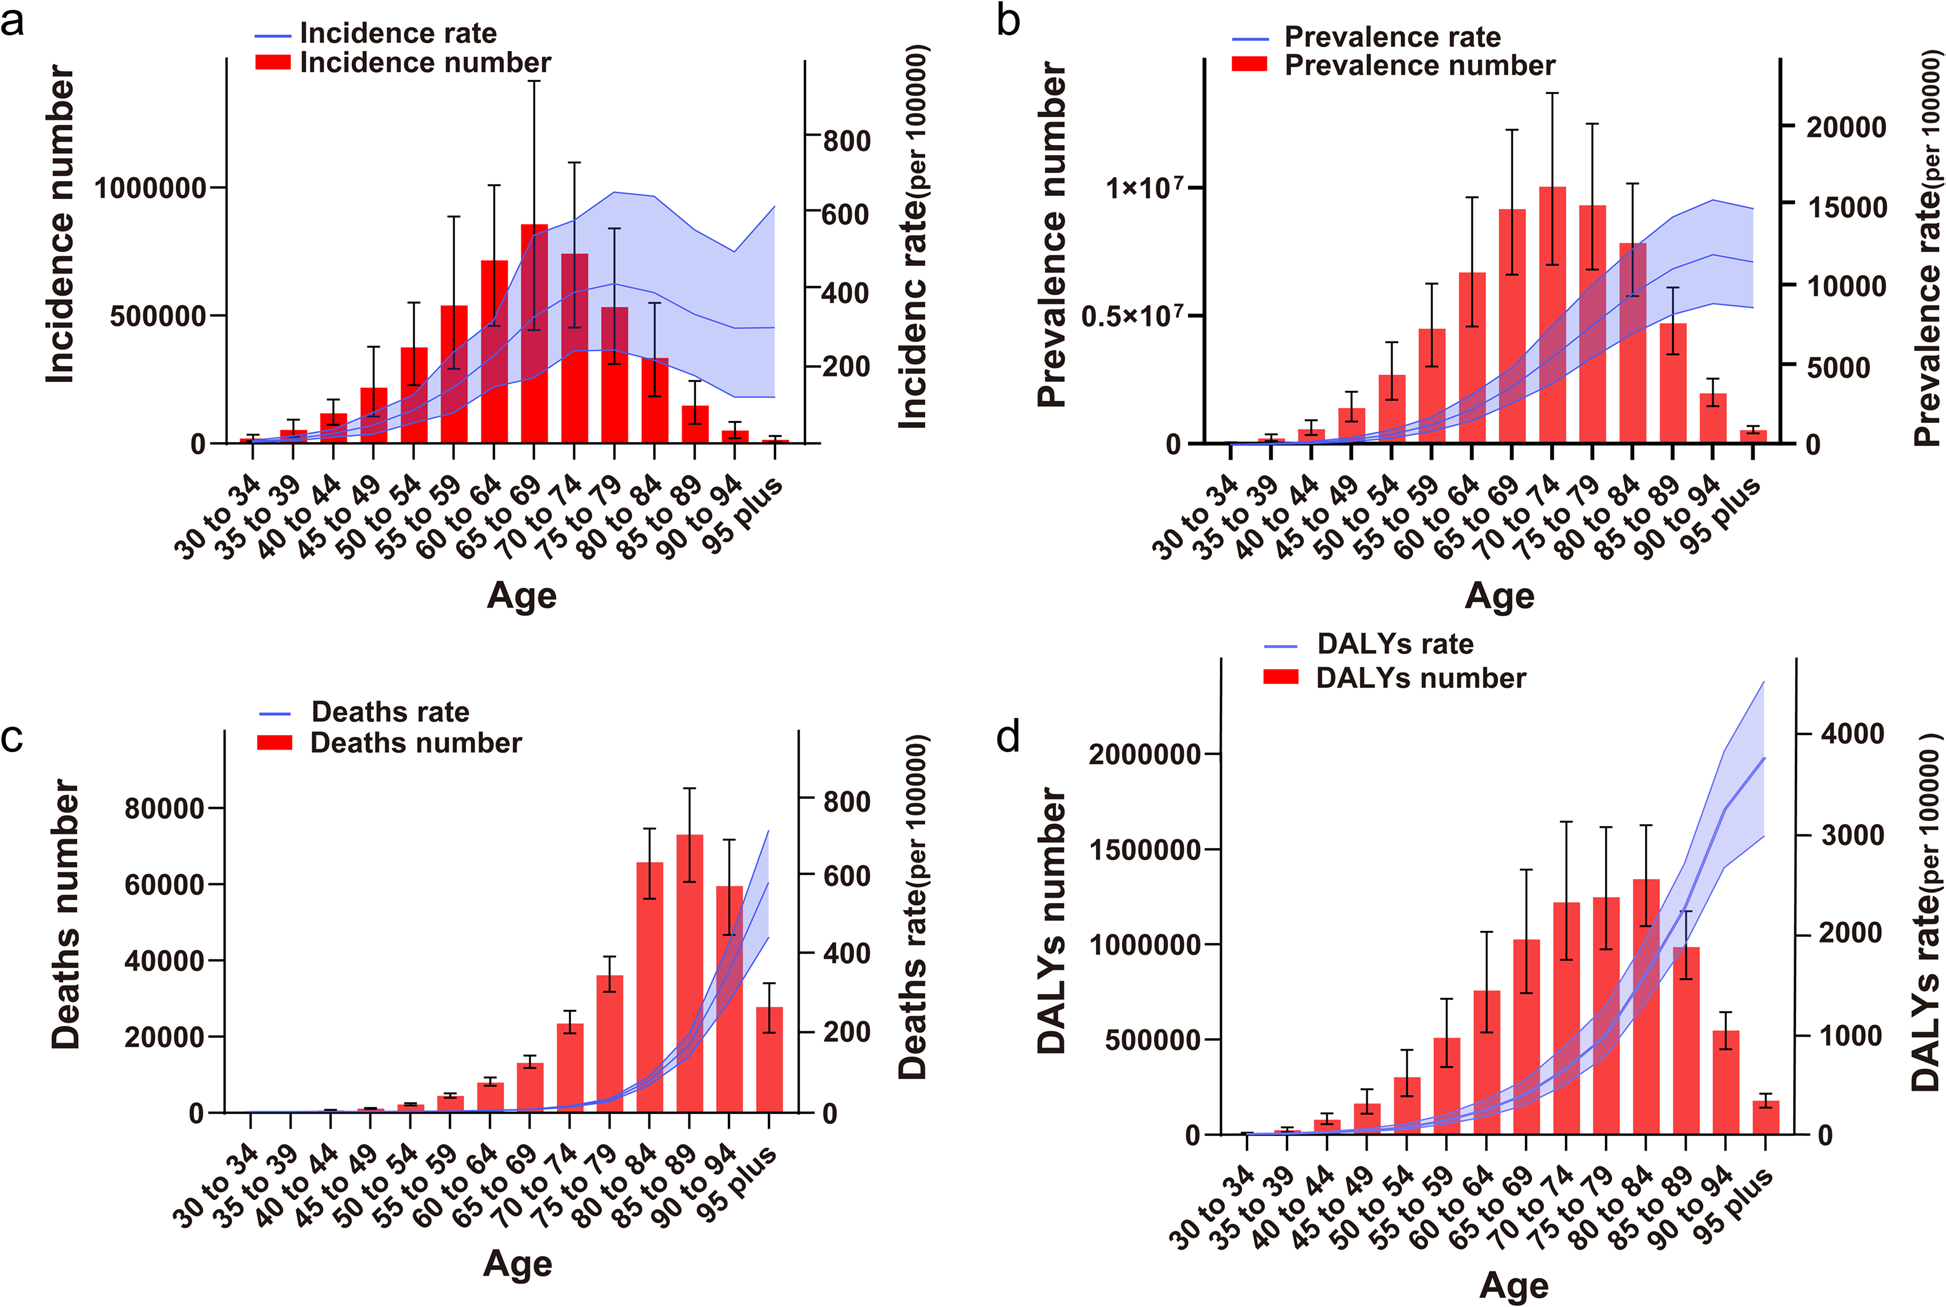 a
Incidence rate
Incidence number
Incidence number
1000000
500000
0
800
600
400
200
0
Incidenc rate(per 100000)
30 to 34
35 to 39
40 to 44
45 to 49
50 to 54
55 to 59
60 to 64
65 to 69
70 to 74
75 to 79
80 to 84
85 to 89
90 to 94
95 plus
Age
b
Prevalence rate
Prevalence number
Prevalence number
1×10⁷
0.5×10⁷
0
20000
15000
10000
5000
0
Prevalence rate(per 100000)
30 to 34
35 to 39
40 to 44
45 to 49
50 to 54
55 to 59
60 to 64
65 to 69
70 to 74
75 to 79
80 to 84
85 to 89
90 to 94
95 plus
Age
c
Deaths rate
Deaths number
Deaths number
80000
60000
40000
20000
0
800
600
400
200
0
Deaths rate(per 100000)
30 to 34
35 to 39
40 to 44
45 to 49
50 to 54
55 to 59
60 to 64
65 to 69
70 to 74
75 to 79
80 to 84
85 to 89
90 to 94
95 plus
Age
d
DALYs rate
DALYs number
DALYs number
2000000
1500000
1000000
500000
0
4000
3000
2000
1000
0
DALYs rate(per 100000 )
30 to 34
35 to 39
40 to 44
45 to 49
50 to 54
55 to 59
60 to 64
65 to 69
70 to 74
75 to 79
80 to 84
85 to 89
90 to 94
95 plus
Age